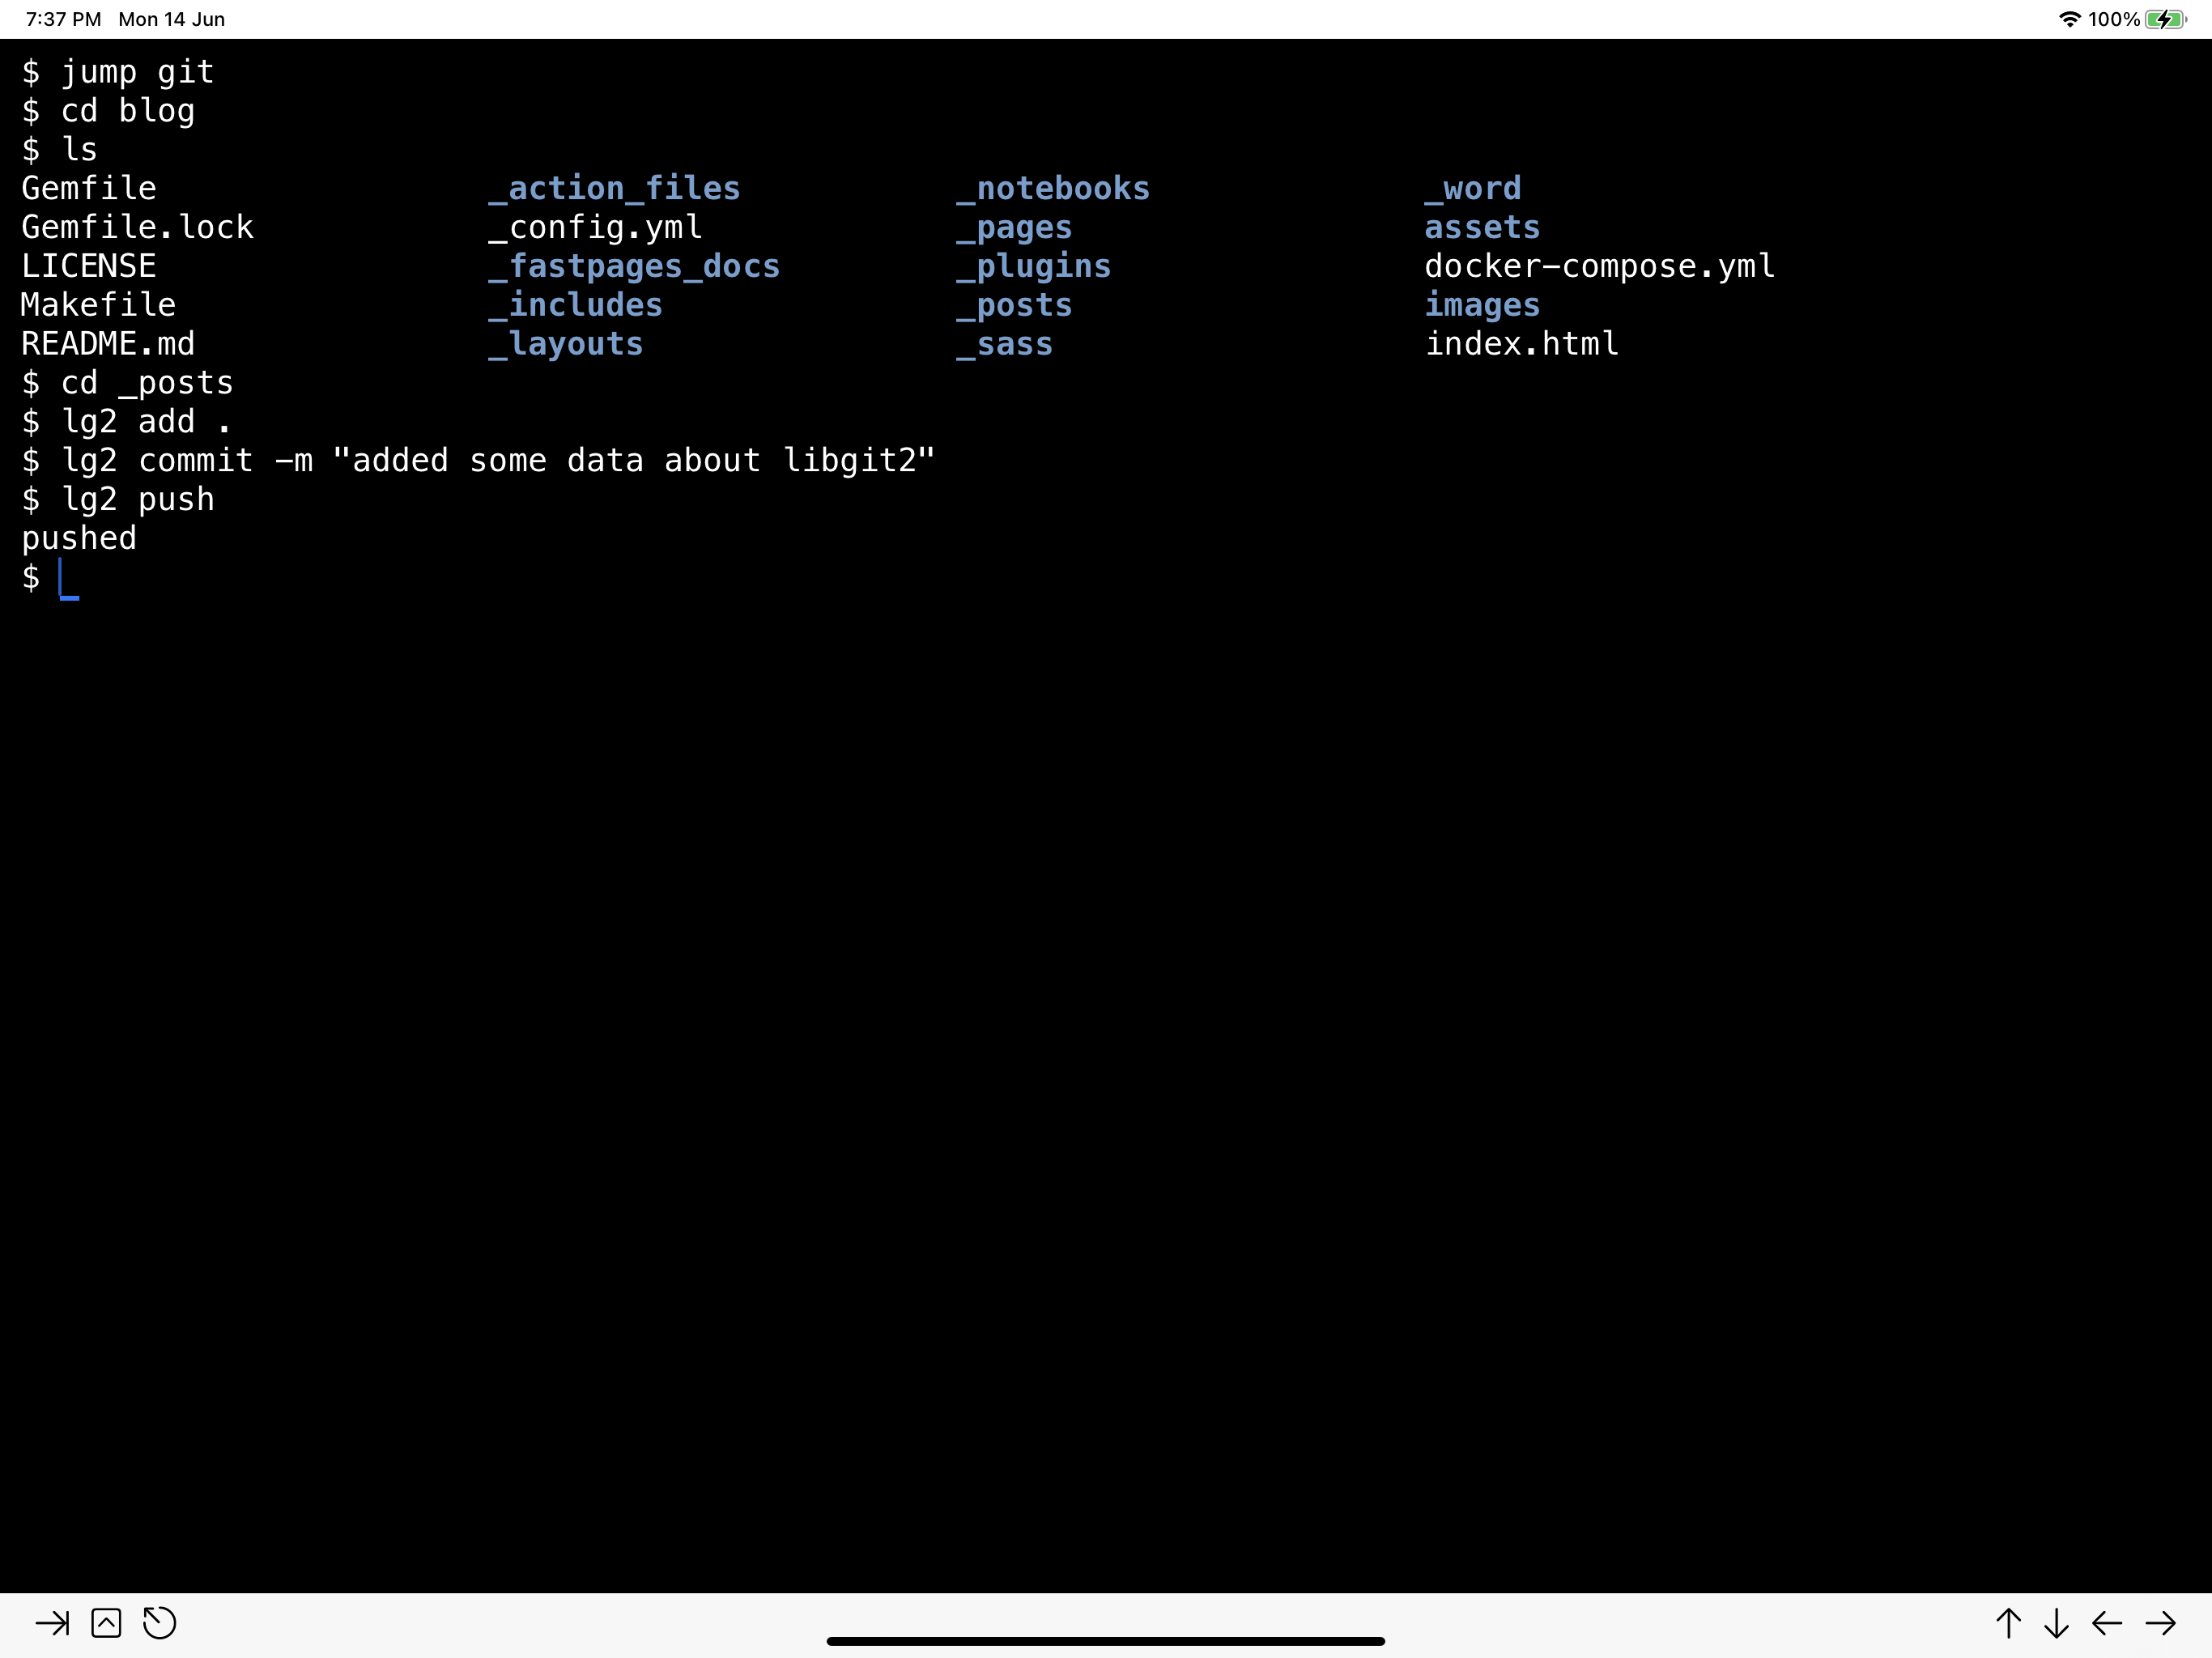 7:37 PM Mon 14 Jun 100%
$ jump git
$ cd blog
$ ls
Gemfile _action_files _notebooks _word
Gemfile.lock _config.yml _pages assets
LICENSE _fastpages_docs _plugins docker-compose.yml
Makefile _includes _posts images
README.md _layouts _sass index.html
$ cd _posts
$ lg2 add .
$ lg2 commit -m "added some data about libgit2"
$ lg2 push
pushed
$